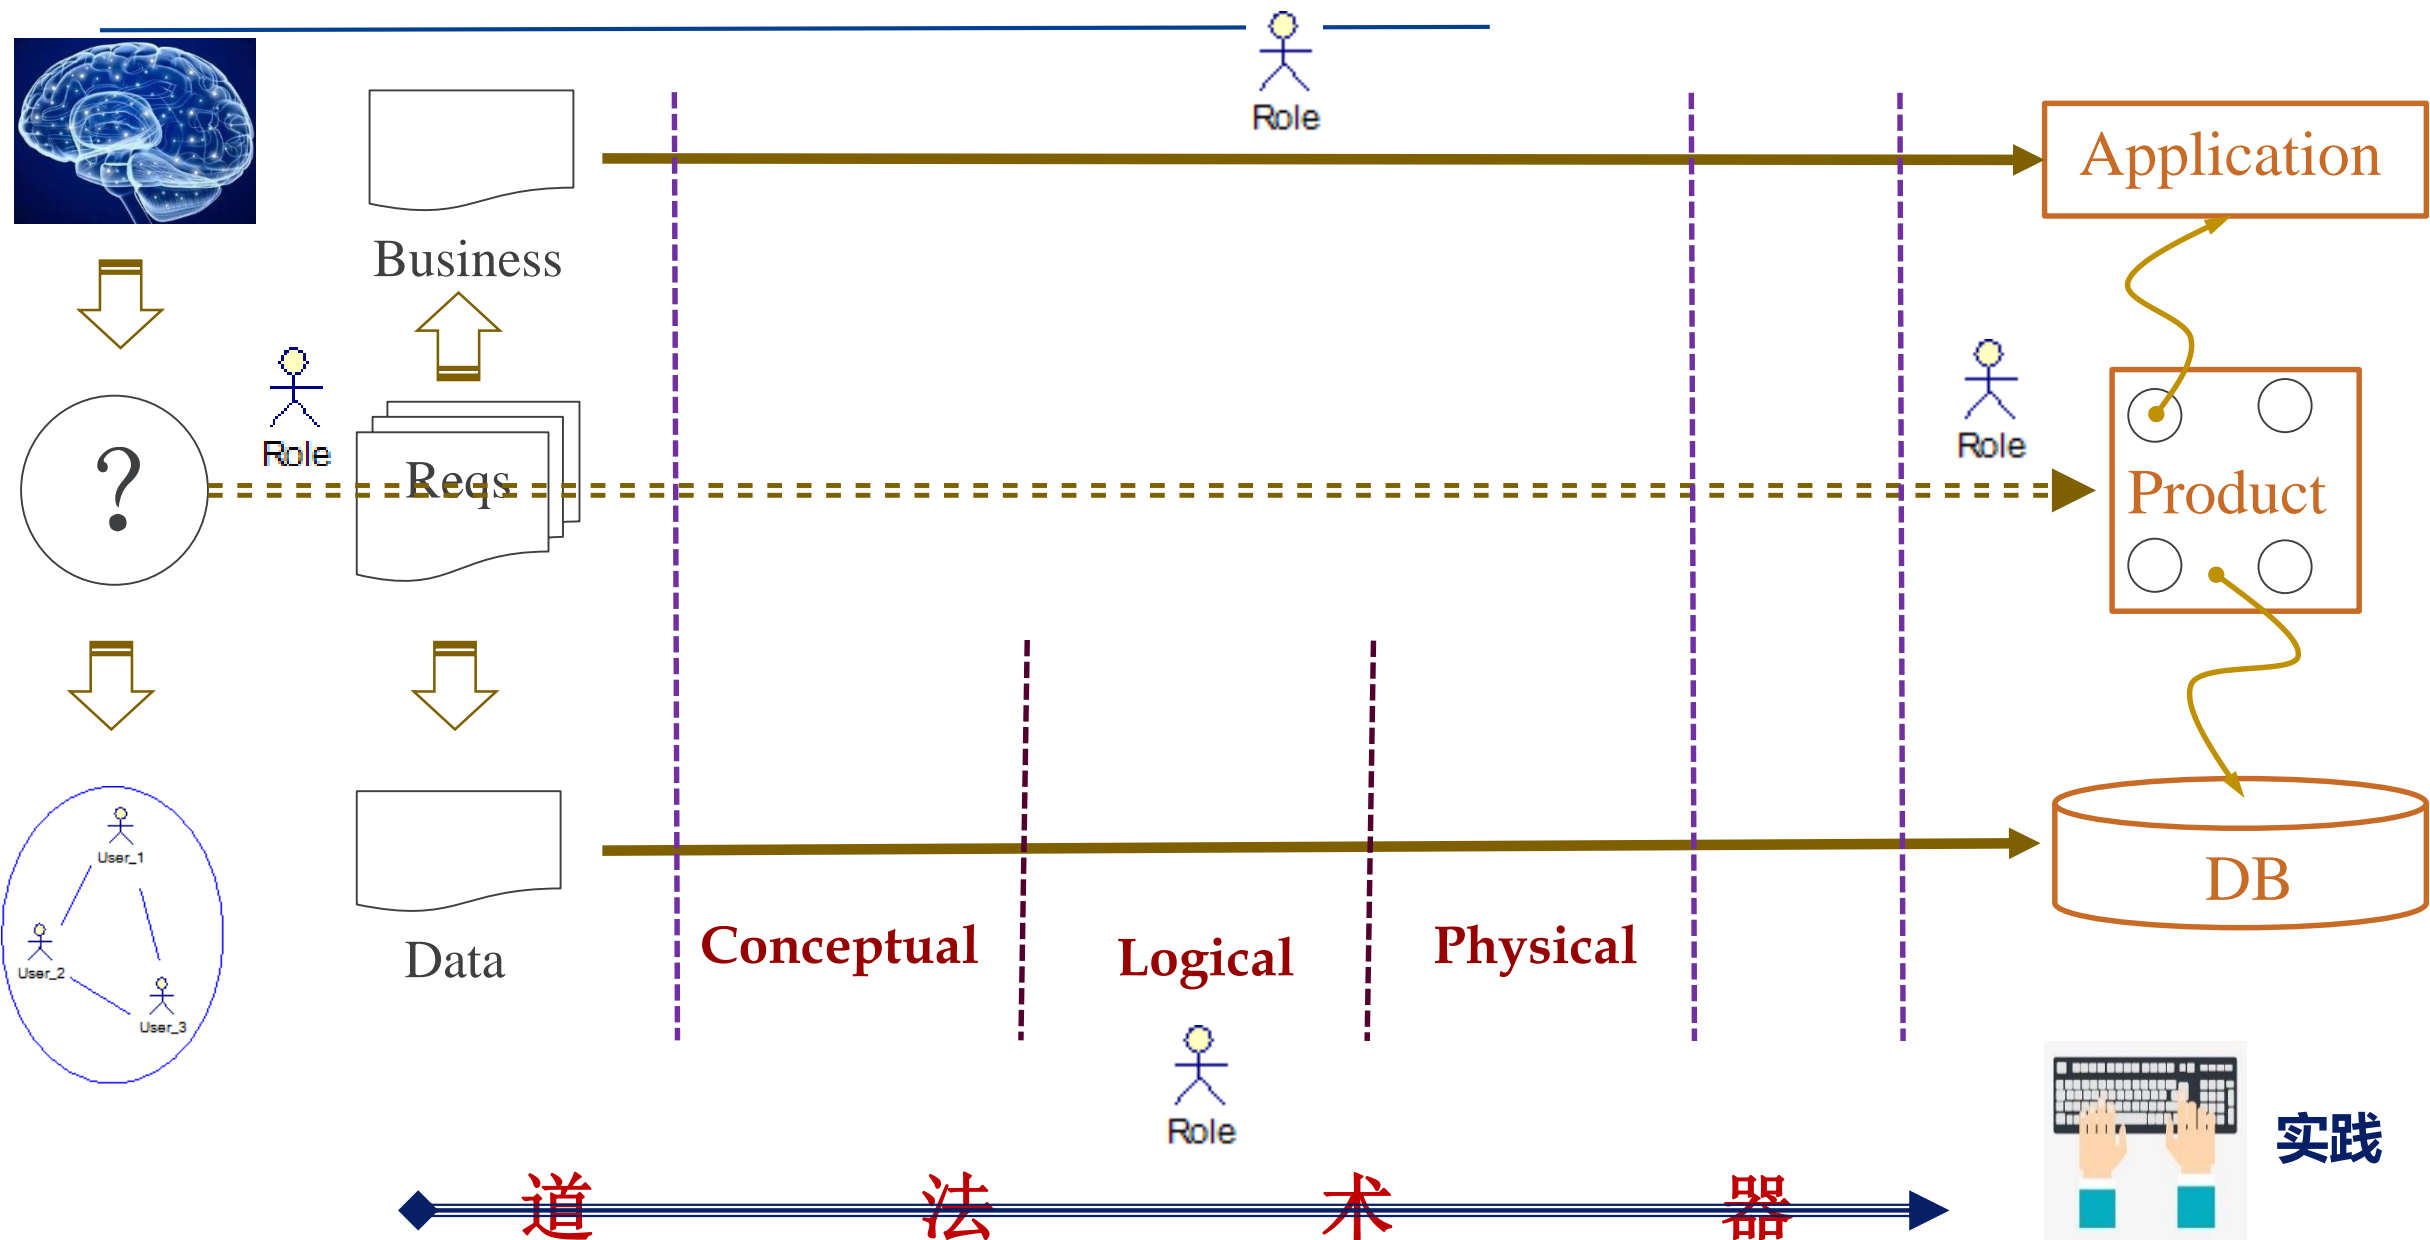 Role
Application
Business
?
Role
Reqs
Role
Product
User_1
User_2
User_3
Data
Conceptual
Logical
Physical
DB
Role
实践
道 法 术 器